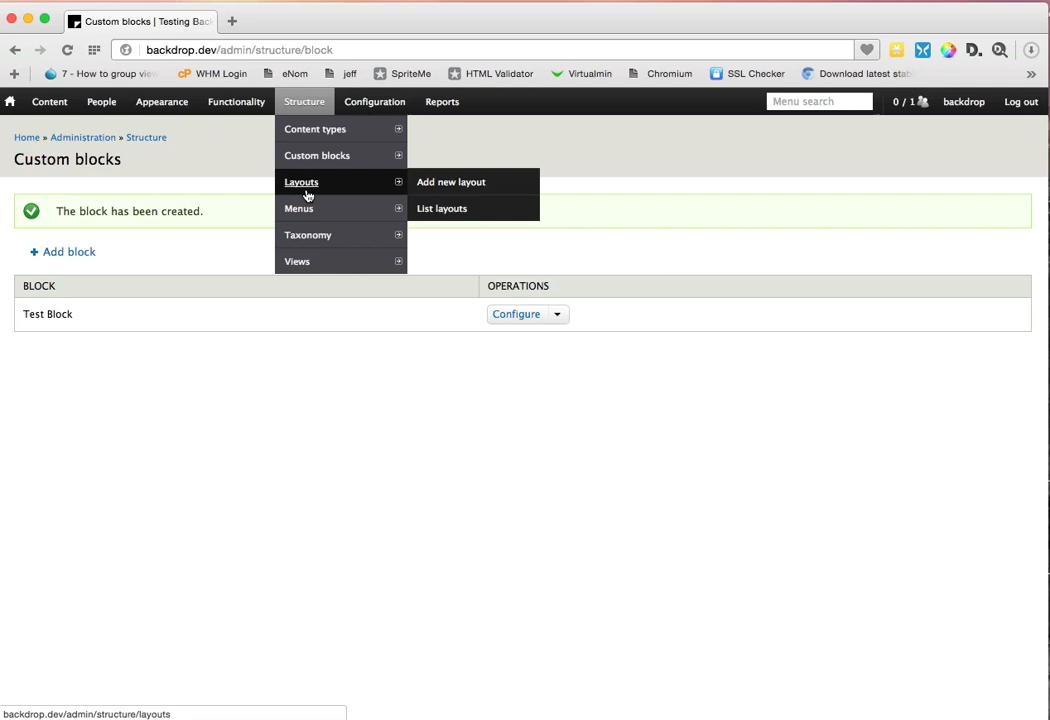 Custom blocks | Testing Back
backdrop.dev/admin/structure/block
7 - How to group view
WHM Login
eNom
jeff
SpriteMe
HTML Validator
Virtualmin
Chromium
SSL Checker
Download latest stab
Content
People
Appearance
Functionality
Structure
Configuration
Reports
Menu search
0 / 1
backdrop
Log out
Home » Administration » Structure
Custom blocks
Content types
Custom blocks
Layouts
Menus
Taxonomy
Views
Add new layout
List layouts
The block has been created.
+ Add block
BLOCK
OPERATIONS
Test Block
Configure
backdrop.dev/admin/structure/layouts